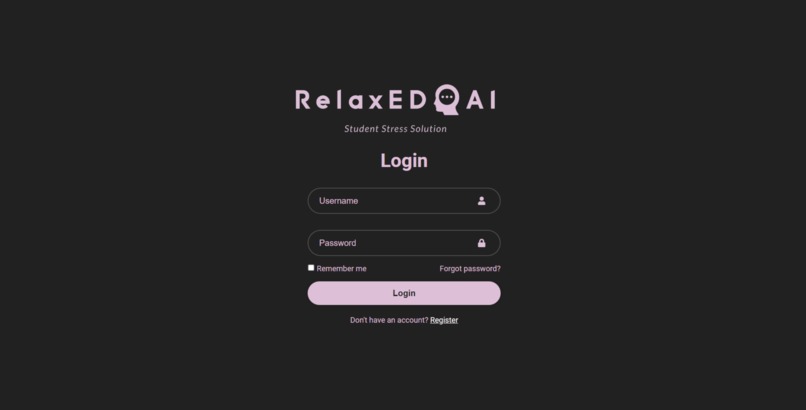 RelaxED AI
Student Stress Solution
Login
Username
Password
Remember me Forgot password?
Login
Don't have an account? Register